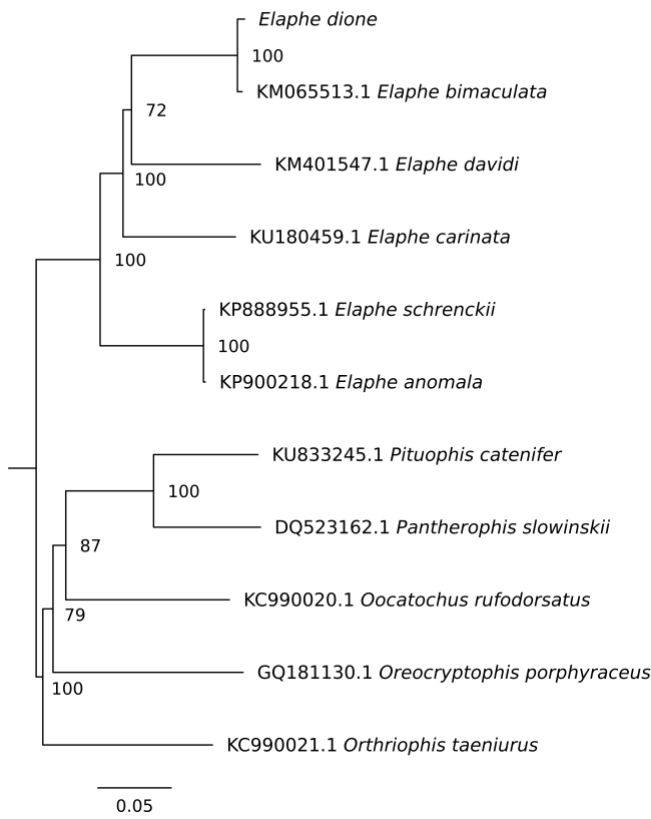 Elaphe dione
100
KM065513.1 Elaphe bimaculata
72
KM401547.1 Elaphe davidi
100
KU180459.1 Elaphe carinata
100
KP888955.1 Elaphe schrenckii
100
KP900218.1 Elaphe anomala
KU833245.1 Pituophis catenifer
100
DQ523162.1 Pantherophis slowinskii
87
KC990020.1 Oocatochus rufodorsatus
79
GQ181130.1 Oreocryptophis porphyraceus
100
KC990021.1 Orthriophis taeniurus
0.05